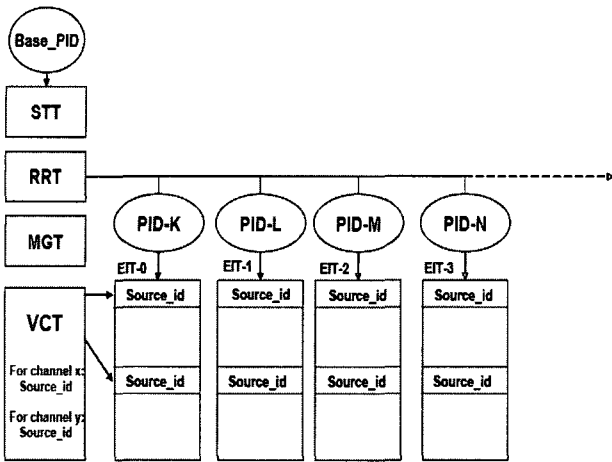 Base_PID
STT
RRT
PID-K PID-L PID-M PID-N
MGT
EIT-0 EIT-1 EIT-2 EIT-3
Source_id Source_id Source_id Source_id
VCT
For channel x:
Source_id
Source_id Source_id Source_id Source_id
For channel y:
Source_id